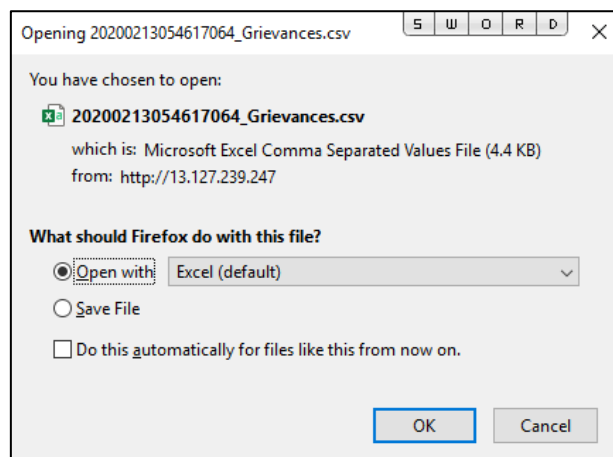 Opening 20200213054617064_Grievances.csv
S W O R D
You have chosen to open:
20200213054617064_Grievances.csv
which is: Microsoft Excel Comma Separated Values File (4.4 KB)
from: http://13.127.239.247
What should Firefox do with this file?
Open with Excel (default)
Save File
Do this automatically for files like this from now on.
OK Cancel